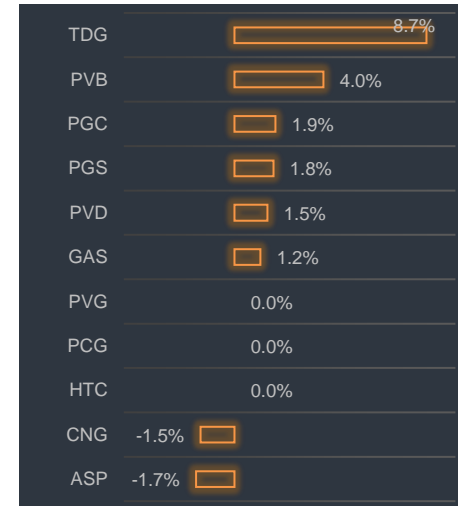 TDG 8.7%
PVB 4.0%
PGC 1.9%
PGS 1.8%
PVD 1.5%
GAS 1.2%
PVG 0.0%
PCG 0.0%
HTC 0.0%
CNG -1.5%
ASP -1.7%